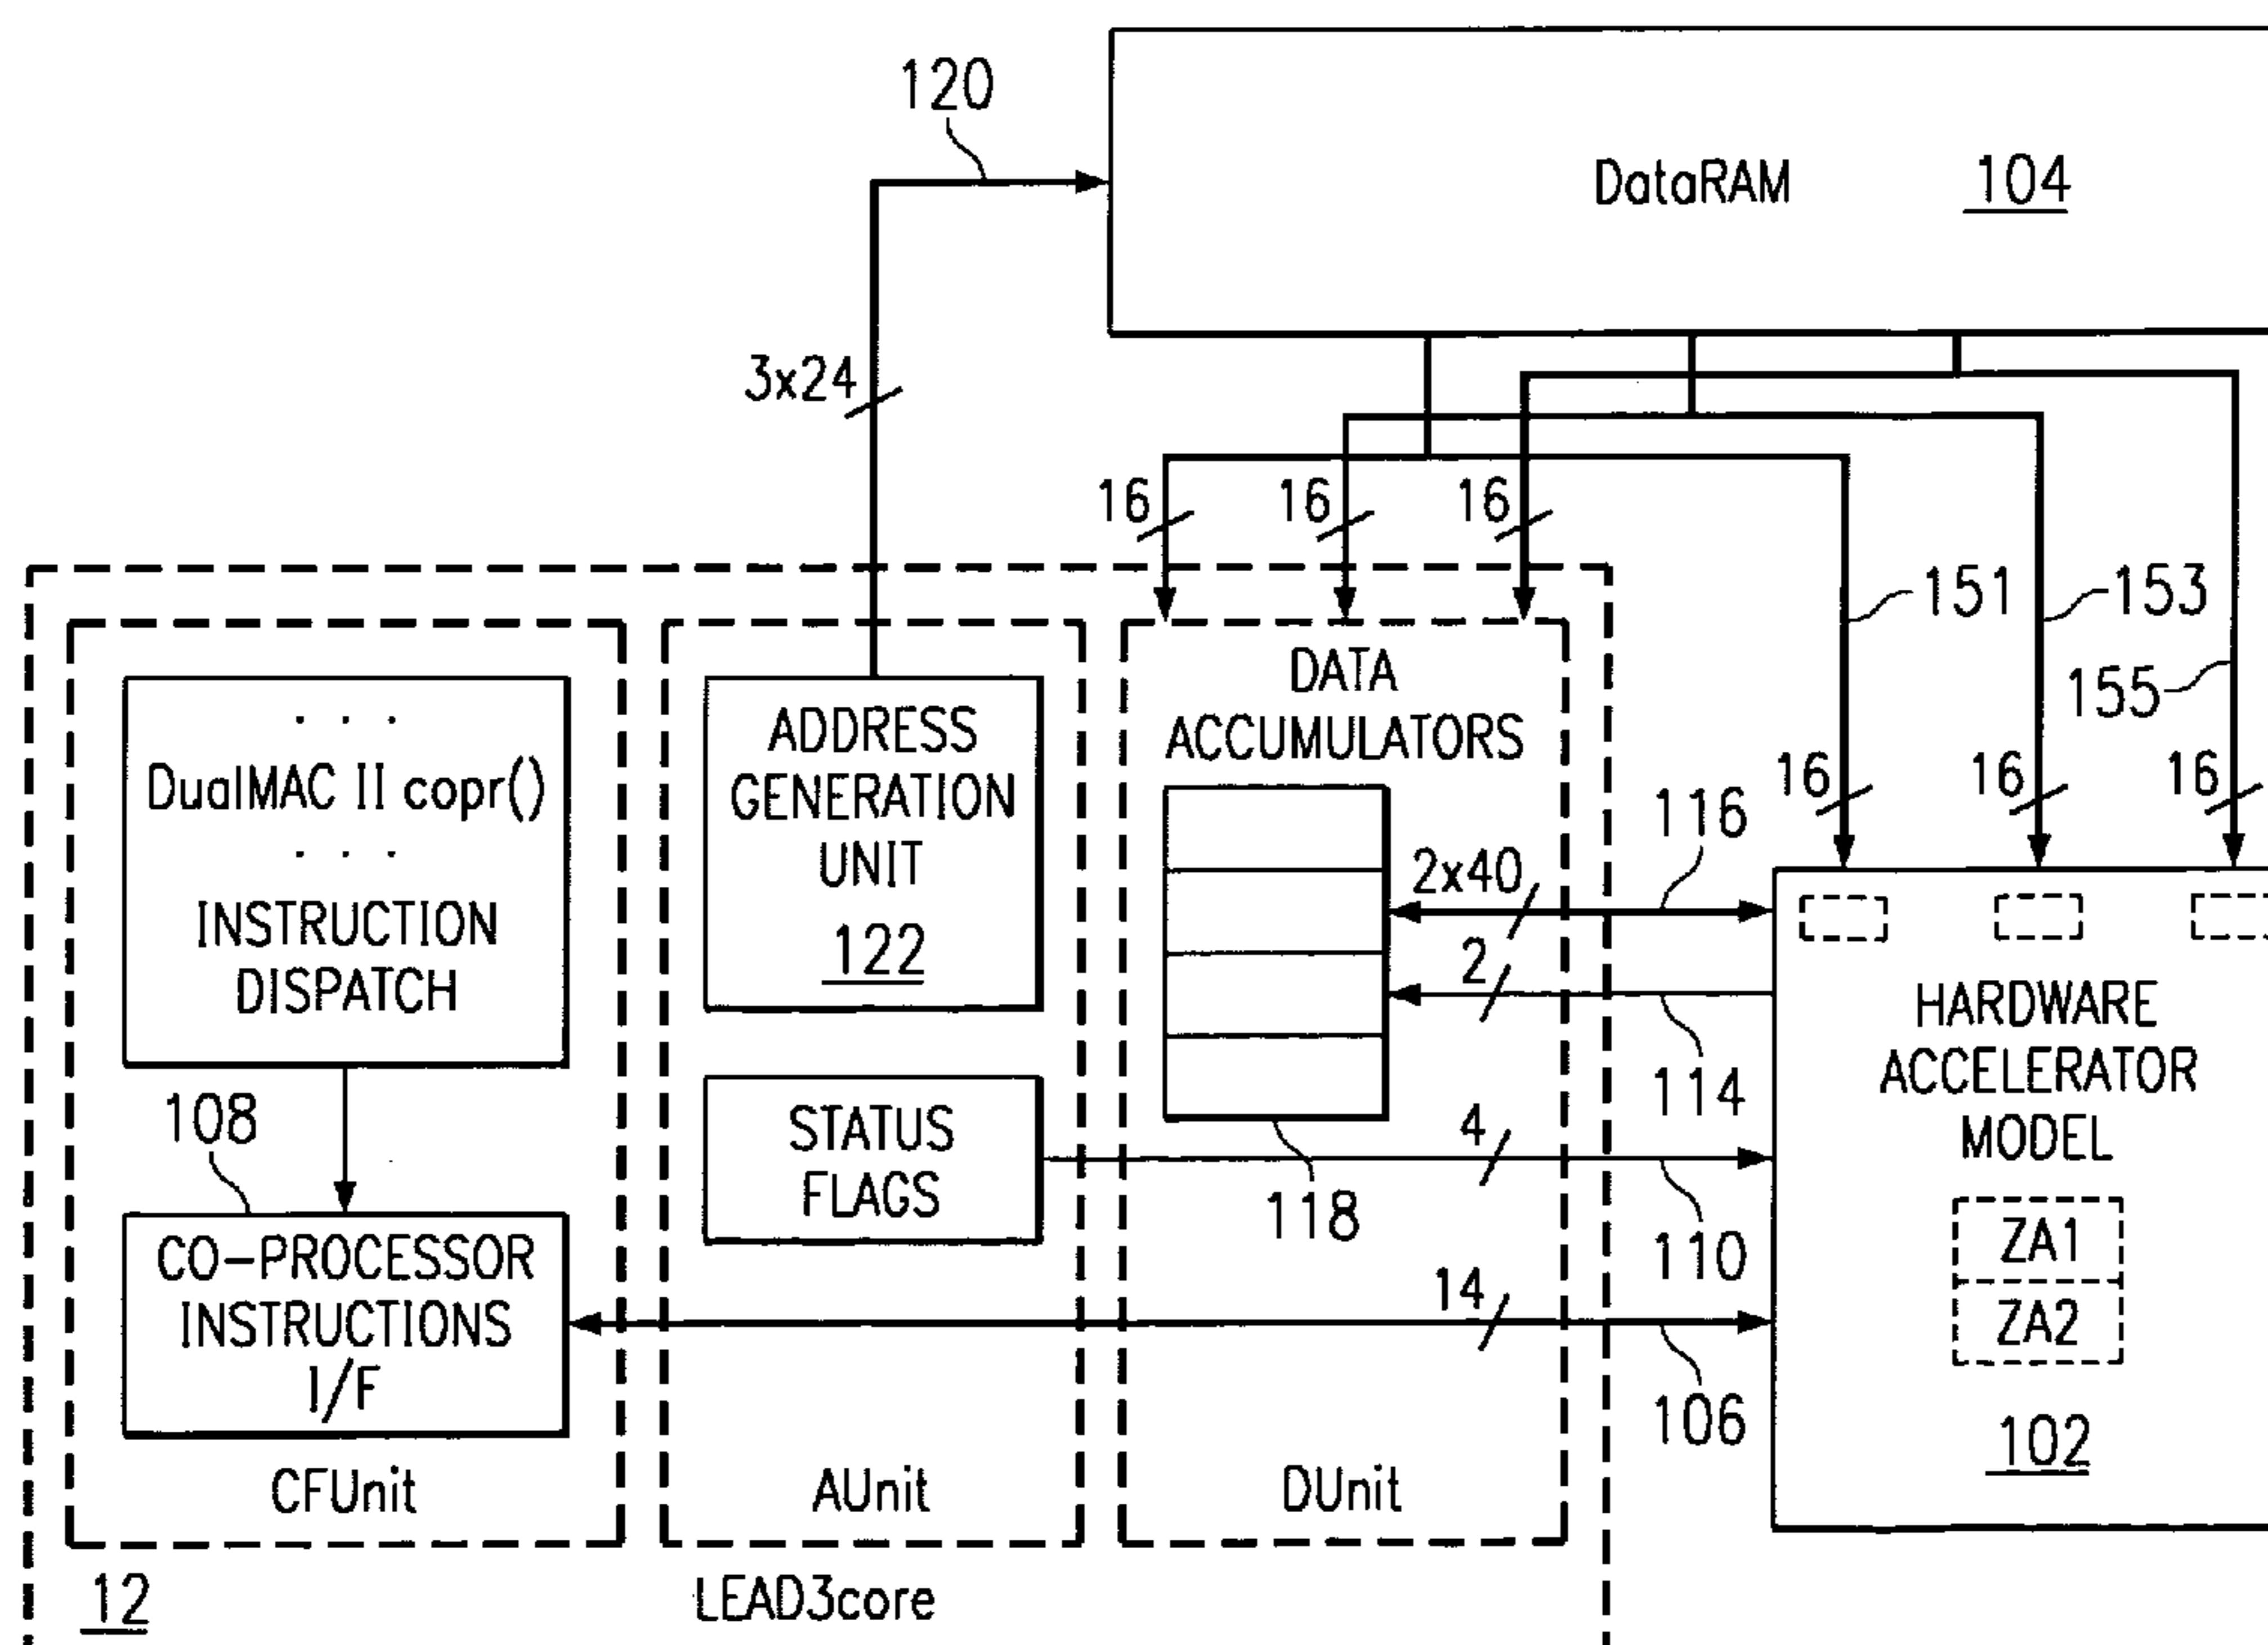 120
DataRAM 104
3x24
16 16 16
151
153
155
16 16 16
. . .
DualMAC II copr()
. . .
INSTRUCTION
DISPATCH
108
CO-PROCESSOR
INSTRUCTIONS
I/F
CFUnit
ADDRESS
GENERATION
UNIT
122
STATUS
FLAGS
AUnit
DATA
ACCUMULATORS
118
DUnit
2x40
116
2
114
4
110
14
106
HARDWARE
ACCELERATOR
MODEL
ZA1
ZA2
102
12
LEAD3core